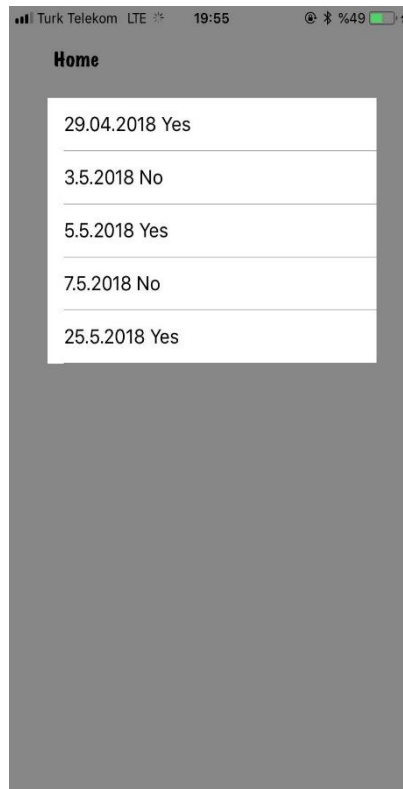 Turk Telekom LTE 19:55 %49
Home
29.04.2018 Yes
3.5.2018 No
5.5.2018 Yes
7.5.2018 No
25.5.2018 Yes